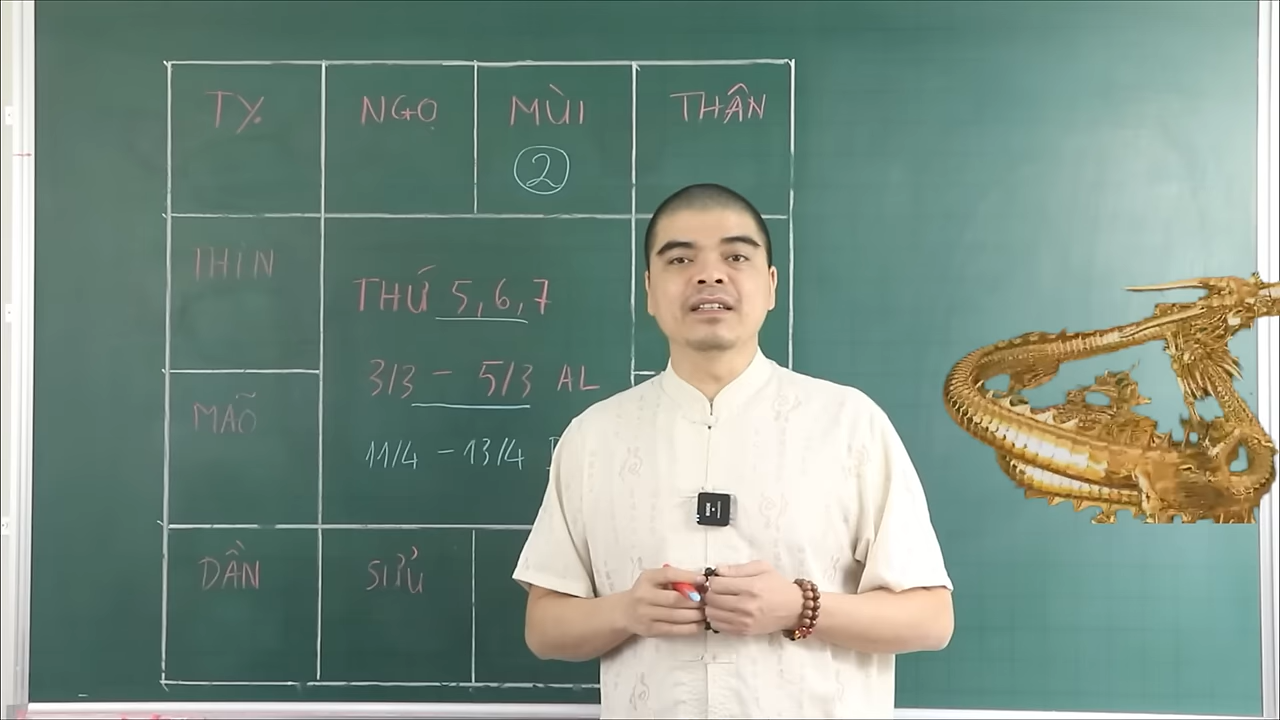 TỴ NGỌ MÙI THÂN
2
THÌN
THỨ 5,6,7
3/3 - 5/3 AL
MÃO
11/4 - 13/4
DẦN SỬU